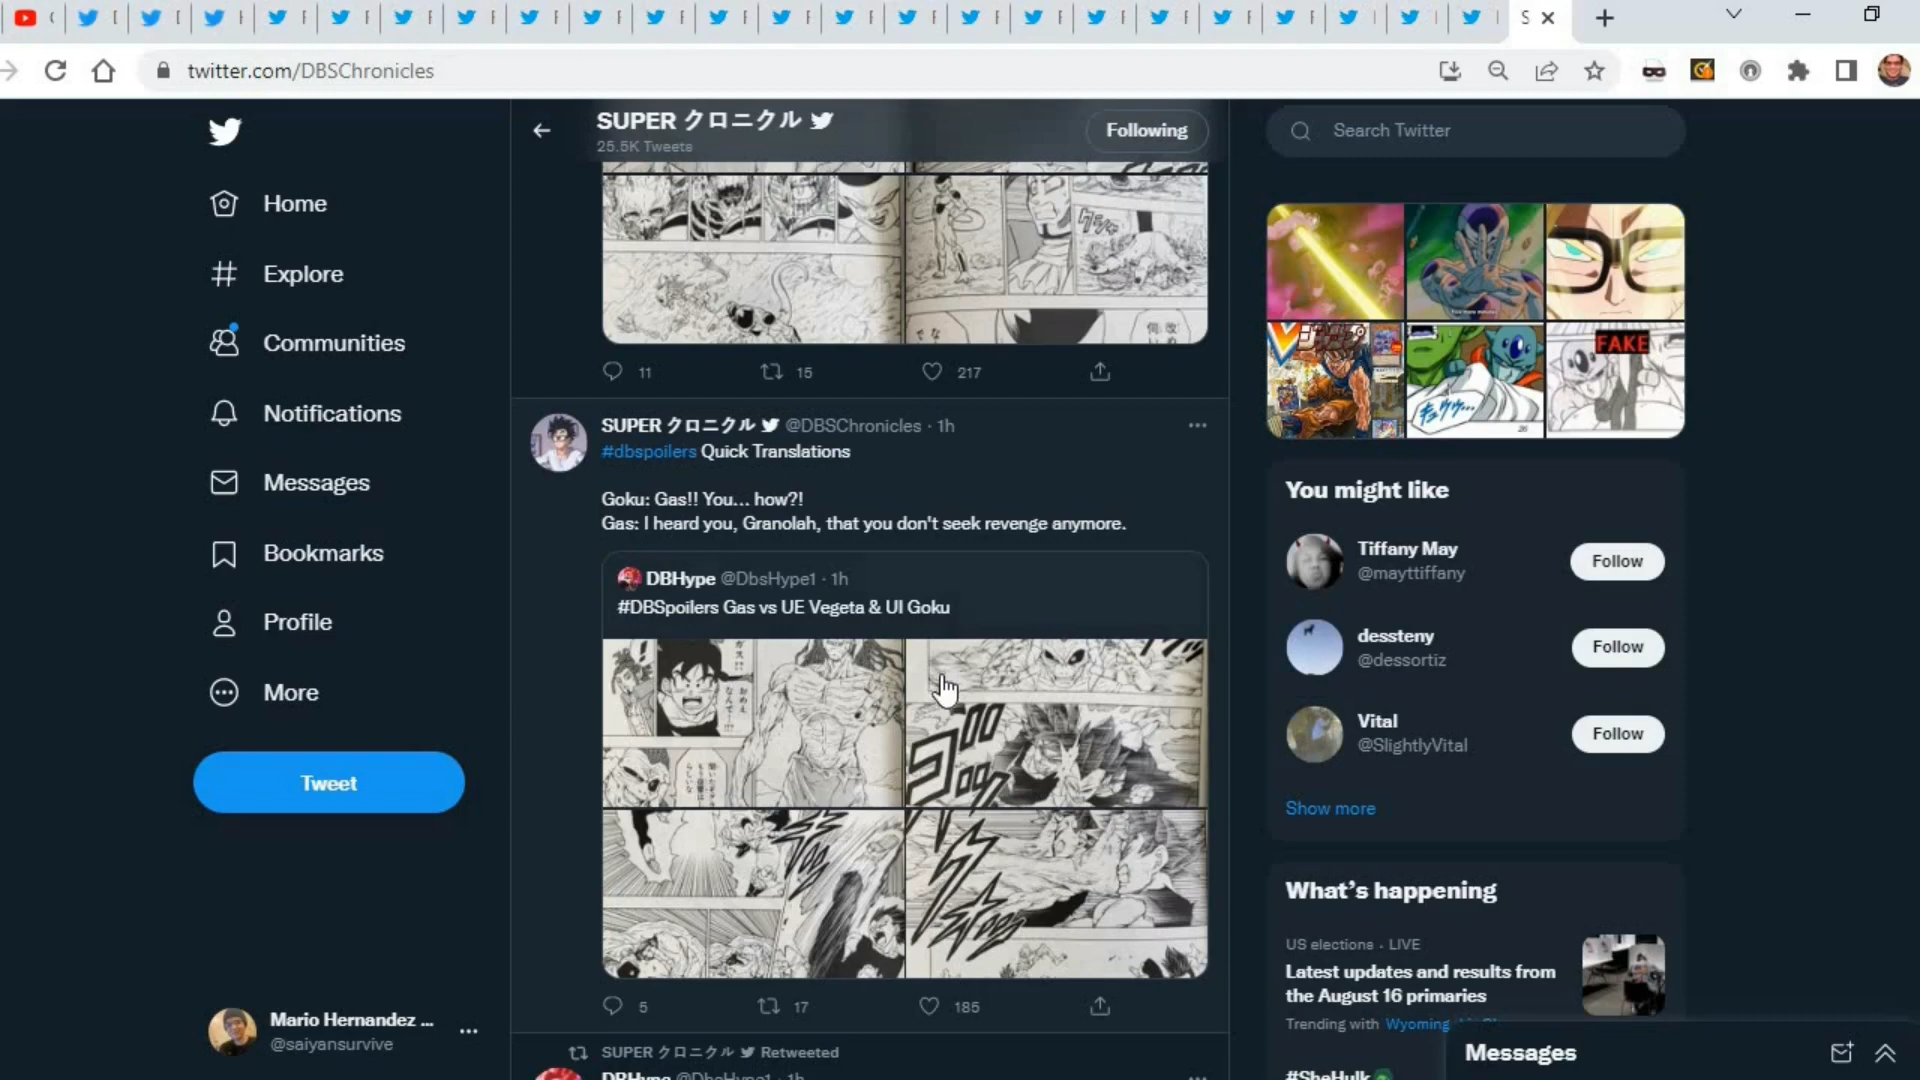 twitter.com/DBSChronicles
SUPER クロニクル
25.5K Tweets
Following
Search Twitter
Home
Explore
Communities
Notifications
Messages
Bookmarks
Profile
More
Tweet
Mario Hernandez ...
@saiyansurvive
11
15
217
SUPER クロニクル @DBSChronicles · 1h
#dbspoilers Quick Translations
Goku: Gas!! You... how?!
Gas: I heard you, Granolah, that you don't seek revenge anymore.
DBHype @DbsHype1 · 1h
#DBSpoilers Gas vs UE Vegeta & UI Goku
5
17
185
SUPER クロニクル Retweeted
DBHype @DbsHype1 · 1h
FAKE
You might like
Tiffany May
@mayttiffany
Follow
dessteny
@dessortiz
Follow
Vital
@SlightlyVital
Follow
Show more
What's happening
US elections · LIVE
Latest updates and results from
the August 16 primaries
Trending with Wyoming
#SheHulk
Messages